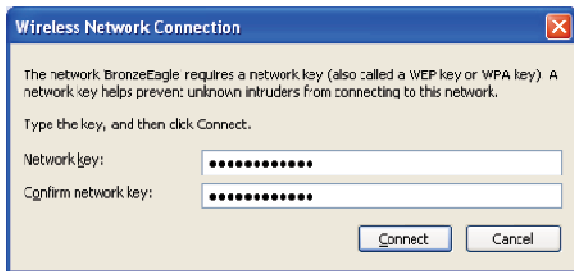 Wireless Network Connection
The network 'BronzeEagle' requires a network key (also called a WEP key or WPA key). A
network key helps prevent unknown intruders from connecting to this network.
Type the key, and then click Connect.
Network key:
••••••••••••
Confirm network key:
••••••••••••
Connect
Cancel